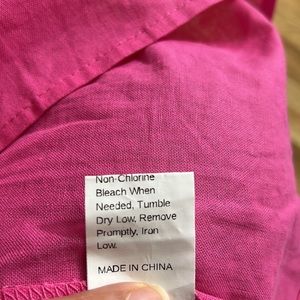 Non-Chlorine
Bleach When
Needed, Tumble
Dry Low, Remove
Promptly, Iron
Low.
MADE IN CHINA